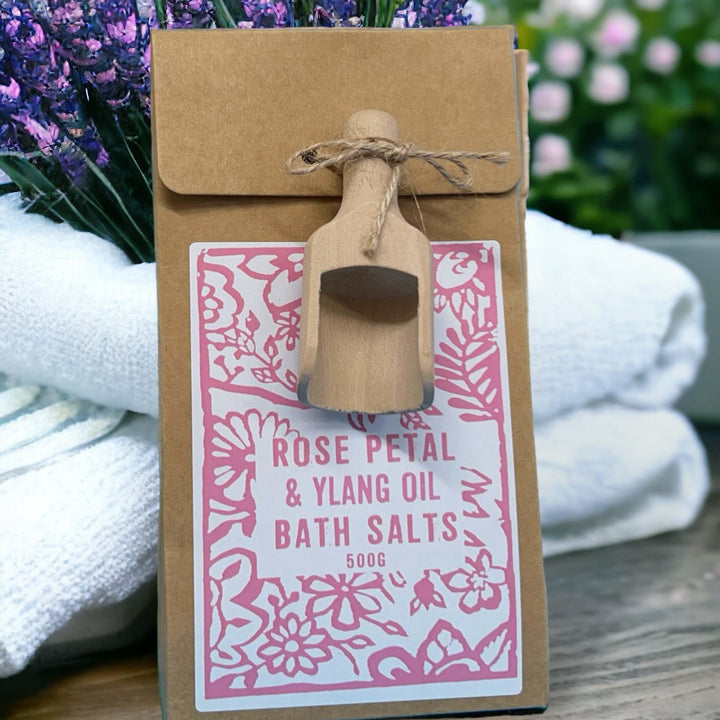 ROSE PETAL
& YLANG OIL
BATH SALTS
500G